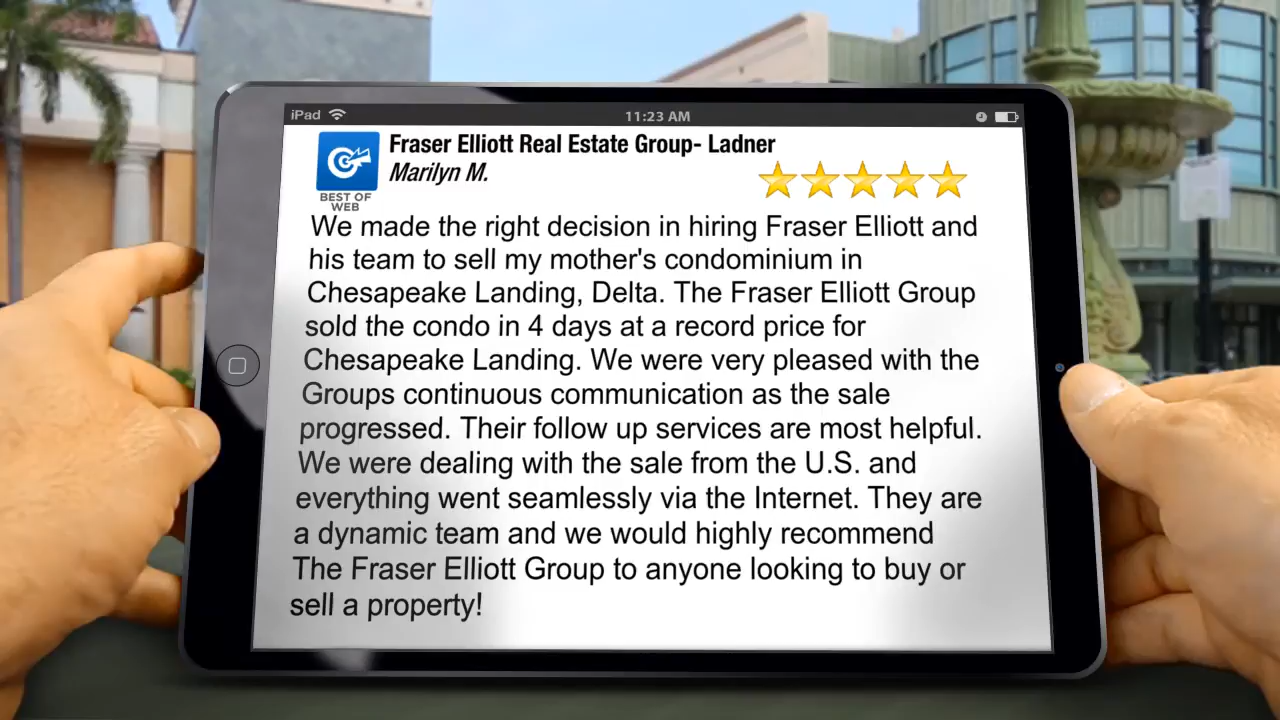 iPad 11:23 AM
Fraser Elliott Real Estate Group- Ladner
Marilyn M.
BEST OF
WEB
We made the right decision in hiring Fraser Elliott and
his team to sell my mother's condominium in
Chesapeake Landing, Delta. The Fraser Elliott Group
sold the condo in 4 days at a record price for
Chesapeake Landing. We were very pleased with the
Groups continuous communication as the sale
progressed. Their follow up services are most helpful.
We were dealing with the sale from the U.S. and
everything went seamlessly via the Internet. They are
a dynamic team and we would highly recommend
The Fraser Elliott Group to anyone looking to buy or
sell a property!